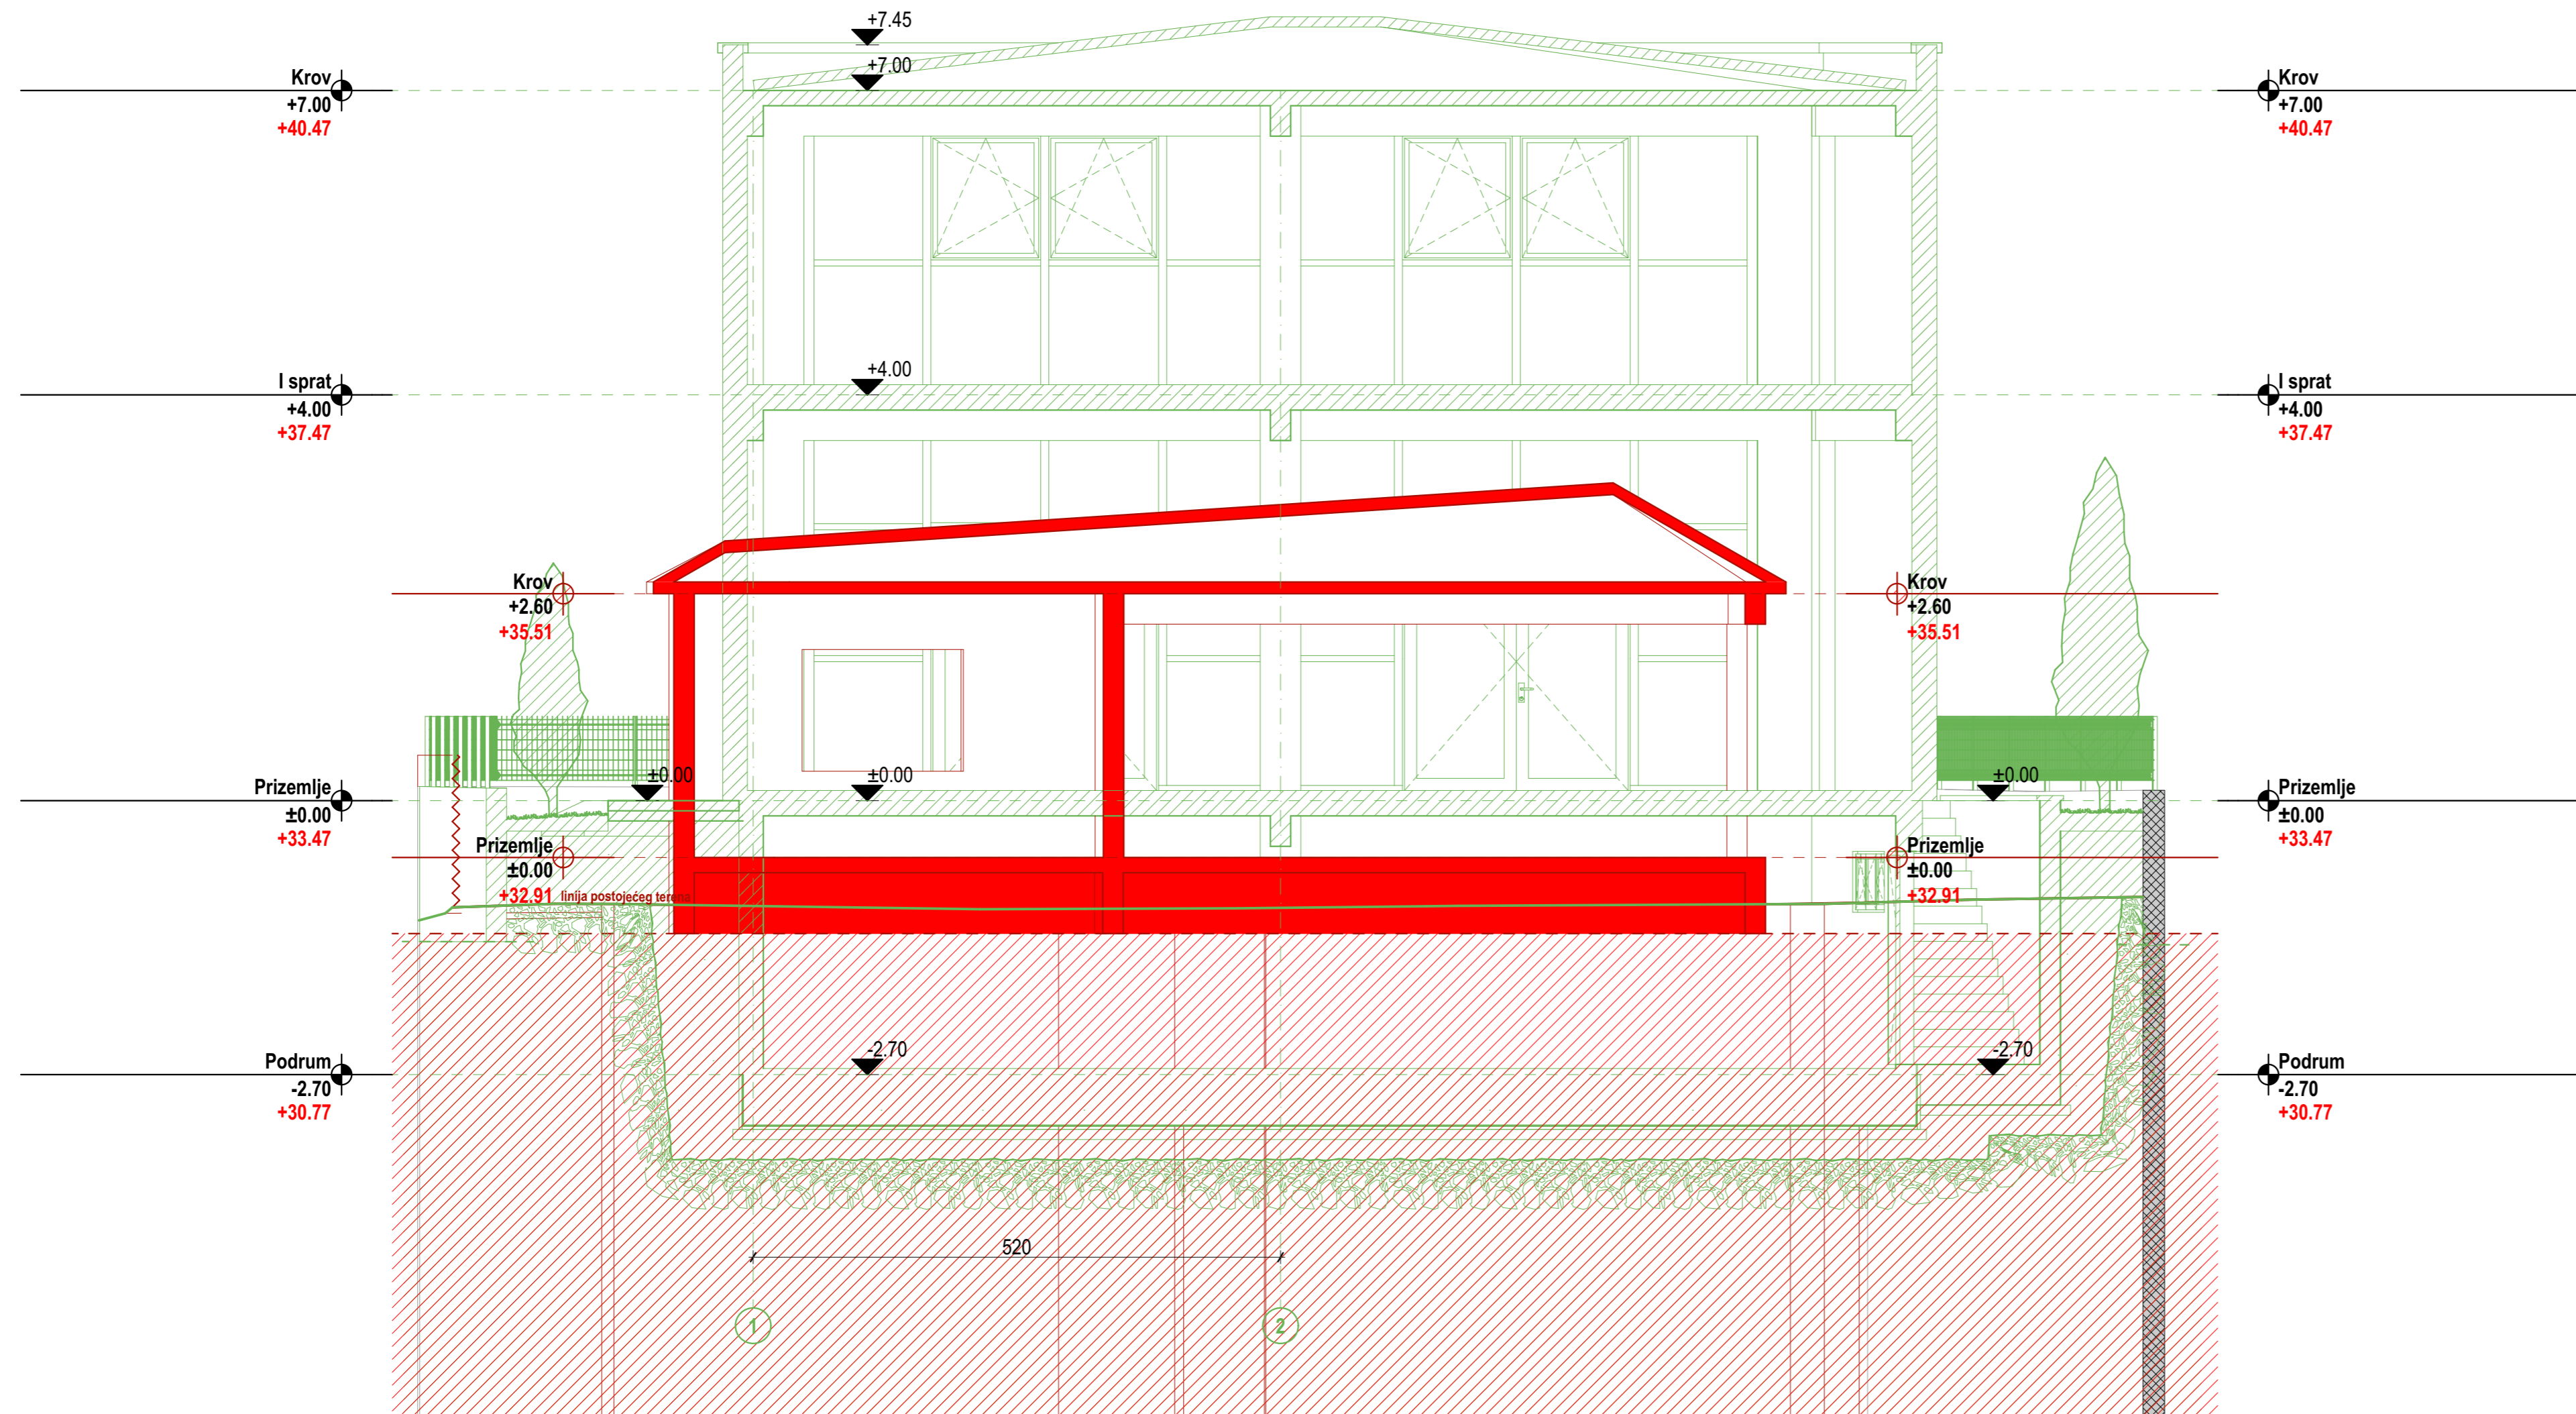 +7.45
Krov
+7.00
+40.47
+7.00
Krov
+7.00
+40.47
I sprat
+4.00
+37.47
+4.00
I sprat
+4.00
+37.47
Krov
+2.60
+35.51
Krov
+2.60
+35.51
Prizemlje
±0.00
+33.47
±0.00
±0.00
±0.00
Prizemlje
±0.00
+33.47
Prizemlje
±0.00
+32.91 linija postojećeg terena
Prizemlje
±0.00
+32.91
Podrum
-2.70
+30.77
-2.70
-2.70
Podrum
-2.70
+30.77
520
1
2